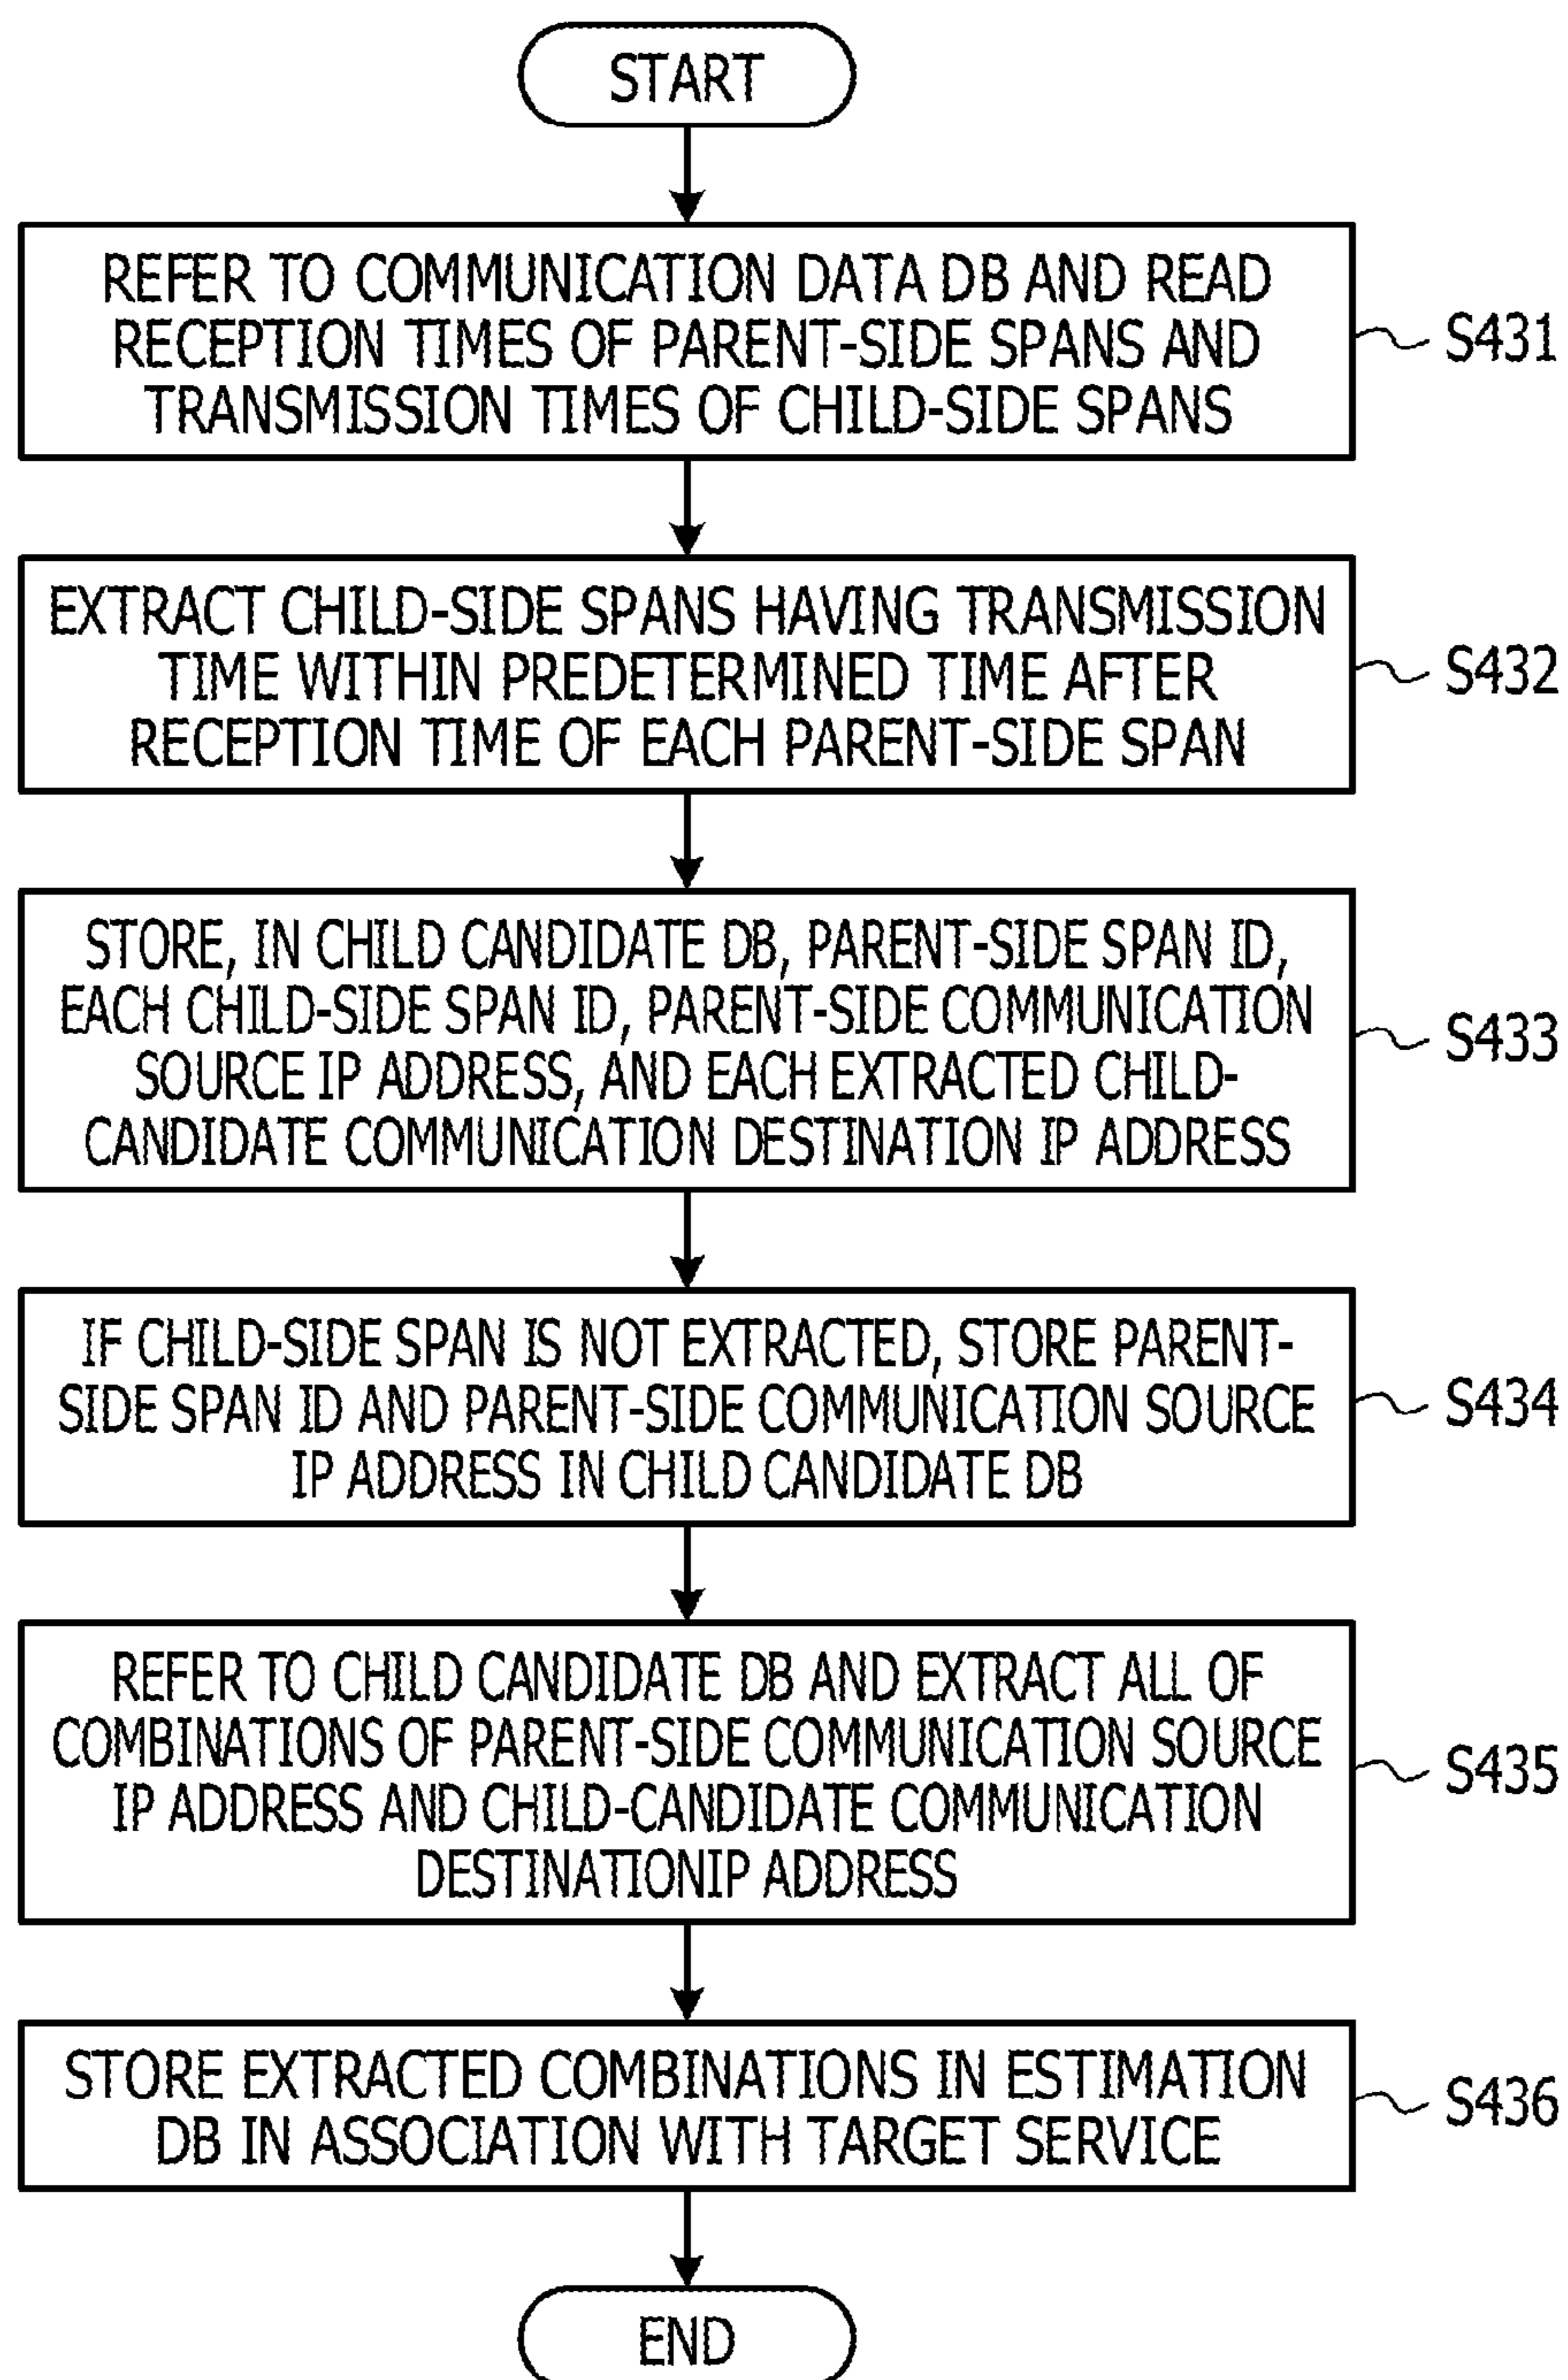 START
REFER TO COMMUNICATION DATA DB AND READ
RECEPTION TIMES OF PARENT-SIDE SPANS AND
TRANSMISSION TIMES OF CHILD-SIDE SPANS
S431
EXTRACT CHILD-SIDE SPANS HAVING TRANSMISSION
TIME WITHIN PREDETERMINED TIME AFTER
RECEPTION TIME OF EACH PARENT-SIDE SPAN
S432
STORE, IN CHILD CANDIDATE DB, PARENT-SIDE SPAN ID,
EACH CHILD-SIDE SPAN ID, PARENT-SIDE COMMUNICATION
SOURCE IP ADDRESS, AND EACH EXTRACTED CHILD-
CANDIDATE COMMUNICATION DESTINATION IP ADDRESS
S433
IF CHILD-SIDE SPAN IS NOT EXTRACTED, STORE PARENT-
SIDE SPAN ID AND PARENT-SIDE COMMUNICATION SOURCE
IP ADDRESS IN CHILD CANDIDATE DB
S434
REFER TO CHILD CANDIDATE DB AND EXTRACT ALL OF
COMBINATIONS OF PARENT-SIDE COMMUNICATION SOURCE
IP ADDRESS AND CHILD-CANDIDATE COMMUNICATION
DESTINATIONIP ADDRESS
S435
STORE EXTRACTED COMBINATIONS IN ESTIMATION
DB IN ASSOCIATION WITH TARGET SERVICE
S436
END